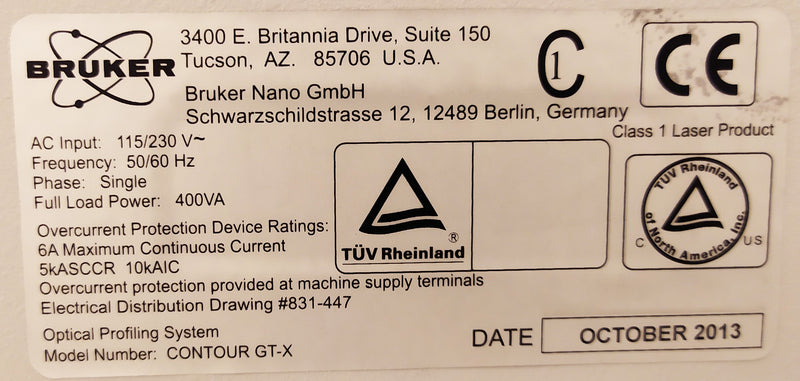 BRUKER
3400 E. Britannia Drive, Suite 150
Tucson, AZ. 85706 U.S.A.
Bruker Nano GmbH
Schwarzschildstrasse 12, 12489 Berlin, Germany
C1
CE
Class 1 Laser Product
AC Input: 115/230 V~
Frequency: 50/60 Hz
Phase: Single
Full Load Power: 400VA
Overcurrent Protection Device Ratings:
6A Maximum Continuous Current
5kASCCR 10kAIC
Overcurrent protection provided at machine supply terminals
Electrical Distribution Drawing #831-447
TÜV Rheinland®
TÜV Rheinland
of North America, Inc.
C US
Optical Profiling System
Model Number: CONTOUR GT-X
DATE OCTOBER 2013